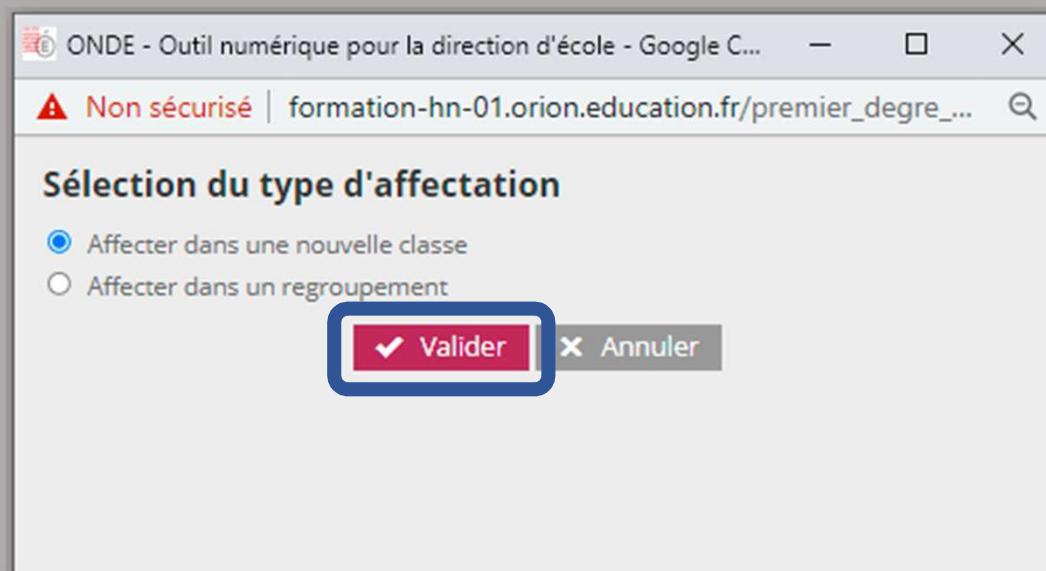 ONDE - Outil numérique pour la direction d'école - Google C...
Non sécurisé | formation-hn-01.orion.education.fr/premier_degre_...
Sélection du type d'affectation
Affecter dans une nouvelle classe
Affecter dans un regroupement
Valider
Annuler